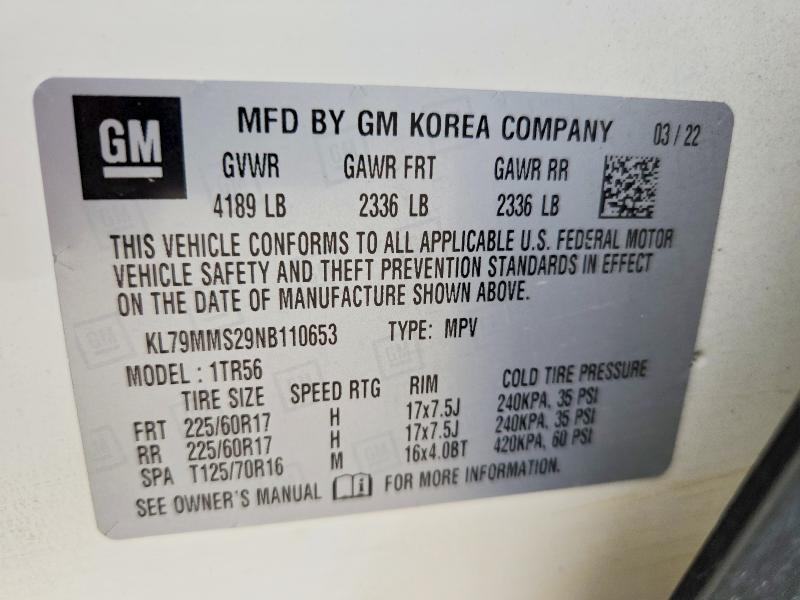 GM MFD BY GM KOREA COMPANY 03/22
GVWR GAWR FRT GAWR RR
4189 LB 2336 LB 2336 LB
THIS VEHICLE CONFORMS TO ALL APPLICABLE U.S. FEDERAL MOTOR
VEHICLE SAFETY AND THEFT PREVENTION STANDARDS IN EFFECT
ON THE DATE OF MANUFACTURE SHOWN ABOVE.
KL79MMS29NB110653 TYPE: MPV
MODEL : 1TR56
TIRE SIZE SPEED RTG RIM COLD TIRE PRESSURE
FRT 225/60R17 H 17x7.5J 240KPA, 35 PSI
RR 225/60R17 H 17x7.5J 240KPA, 35 PSI
SPA T125/70R16 M 16x4.0BT 420KPA, 60 PSI
SEE OWNER'S MANUAL FOR MORE INFORMATION.